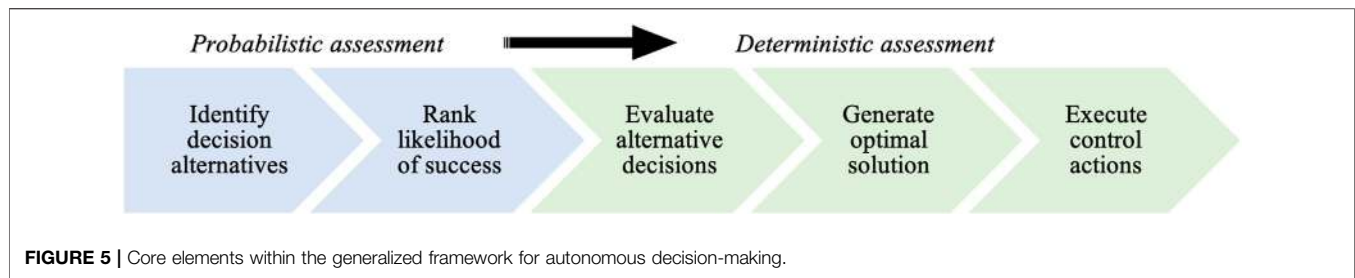 Probabilistic assessment
Deterministic assessment
Identify
decision
alternatives
Rank
likelihood
of success
Evaluate
alternative
decisions
Generate
optimal
solution
Execute
control
actions
FIGURE 5 | Core elements within the generalized framework for autonomous decision-making.